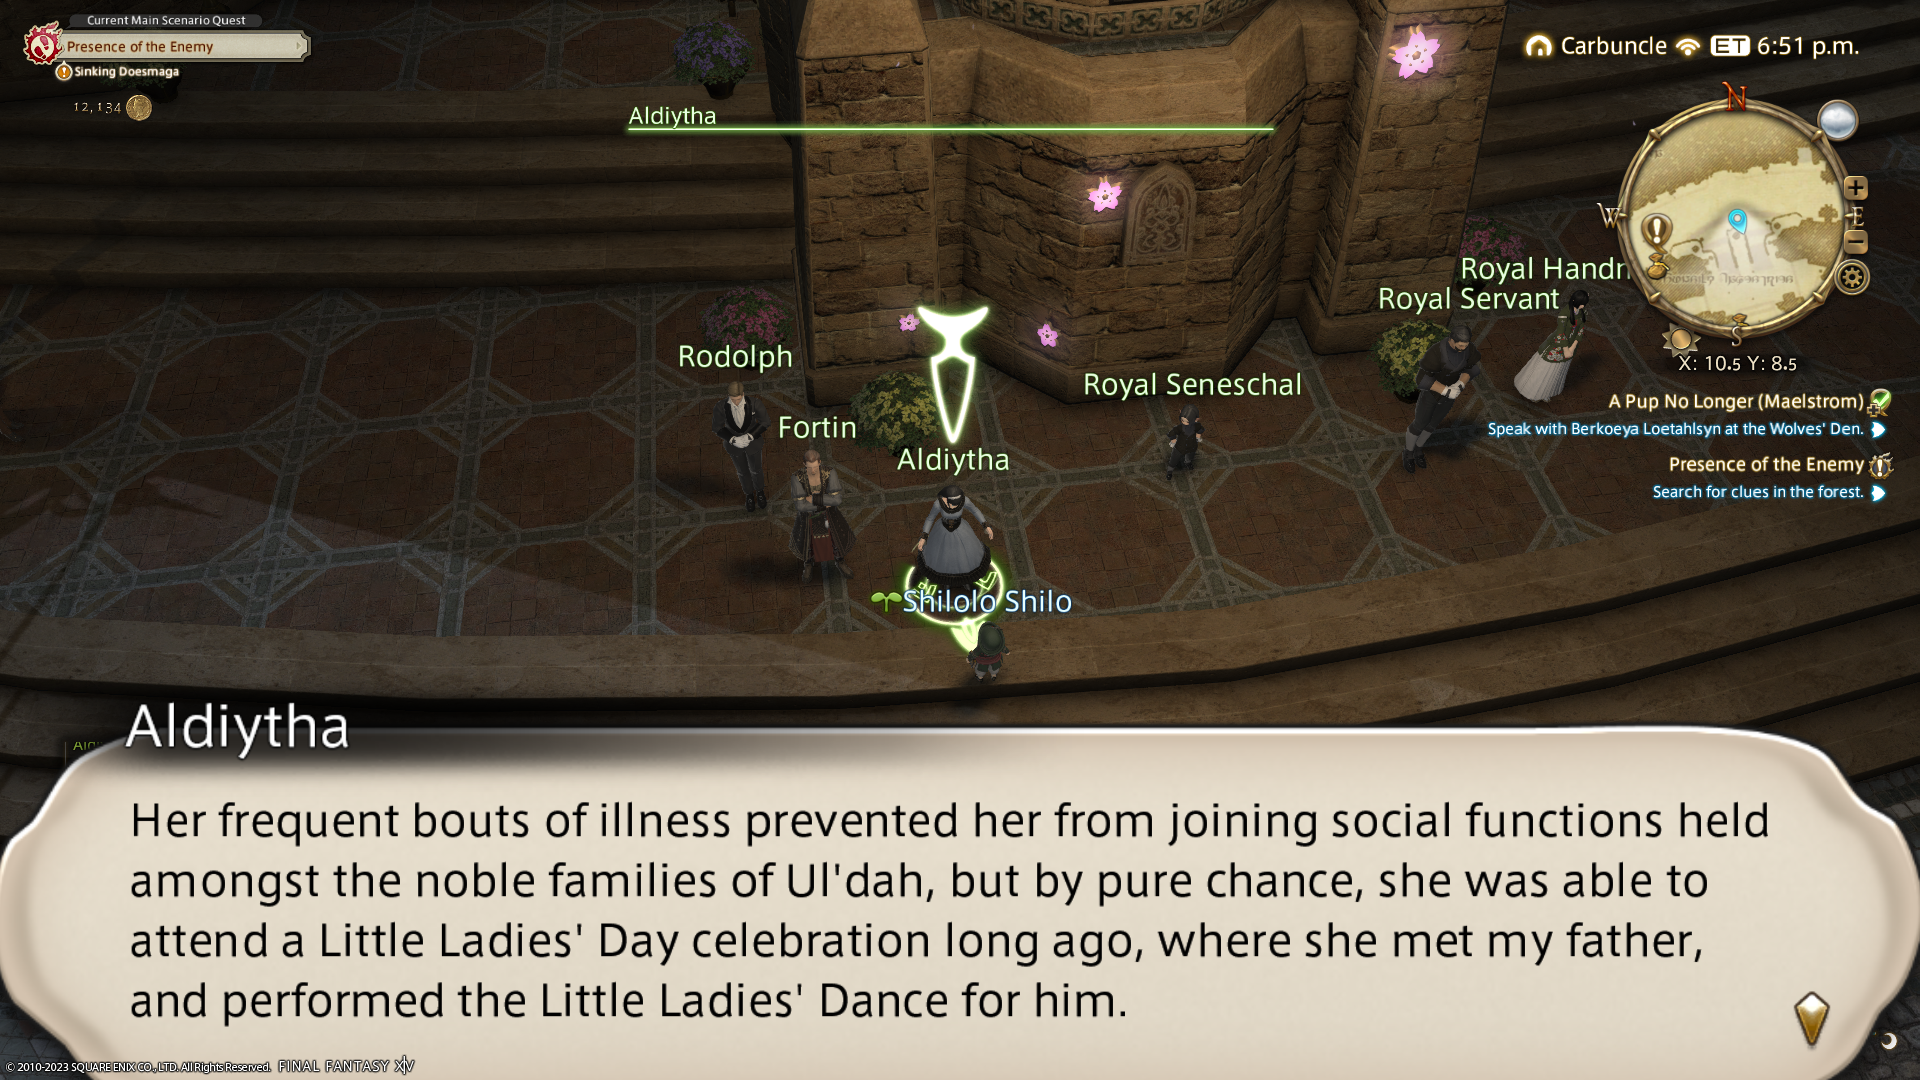 Current Main Scenario Quest
Presence of the Enemy
Sinking Doesmaga
12,134
Carbuncle ET 6:51 p.m.
Aldiytha
N
W
E
S
X: 10.5 Y: 8.5
Royal Handm
Royal Servant
Rodolph
Royal Seneschal
Fortin
Aldiytha
Shilolo Shilo
A Pup No Longer (Maelstrom)
Speak with Berkoeya Loetahlsyn at the Wolves' Den.
Presence of the Enemy
Search for clues in the forest.
Aldiytha
Her frequent bouts of illness prevented her from joining social functions held
amongst the noble families of Ul'dah, but by pure chance, she was able to
attend a Little Ladies' Day celebration long ago, where she met my father,
and performed the Little Ladies' Dance for him.
© 2010-2023 SQUARE ENIX CO., LTD. All Rights Reserved. FINAL FANTASY XIV